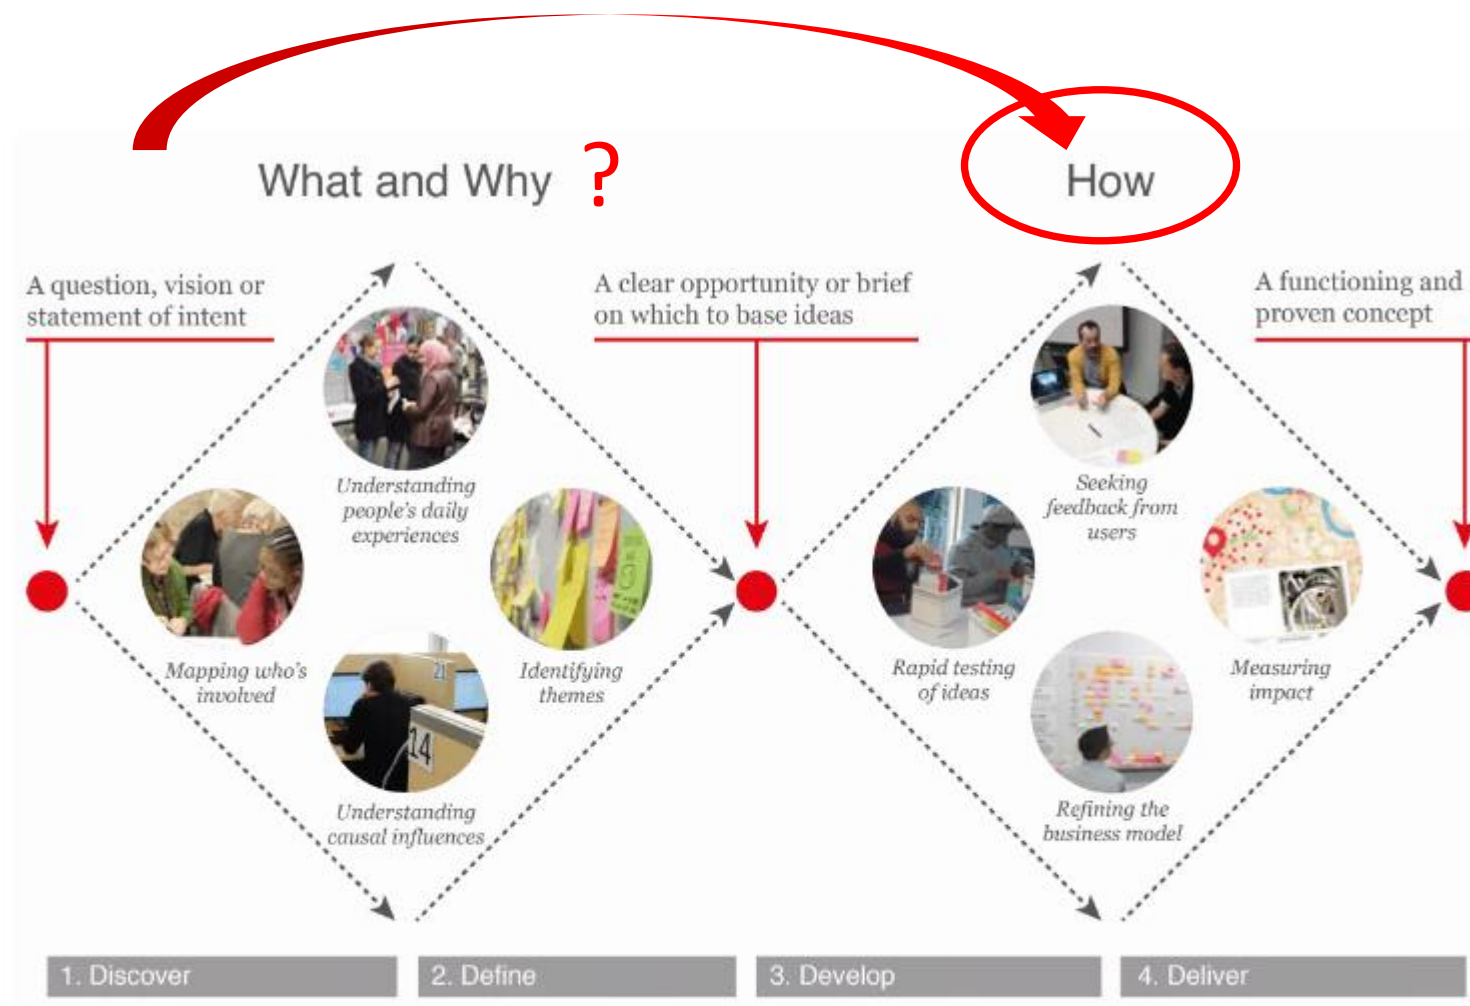 What and Why ?
How
A question, vision or
statement of intent
A clear opportunity or brief
on which to base ideas
A functioning and
proven concept
Understanding
people's daily
experiences
Seeking
feedback from
users
Mapping who's
involved
Identifying
themes
Rapid testing
of ideas
Measuring
impact
21
14
Understanding
causal influences
Refining the
business model
1. Discover
2. Define
3. Develop
4. Deliver